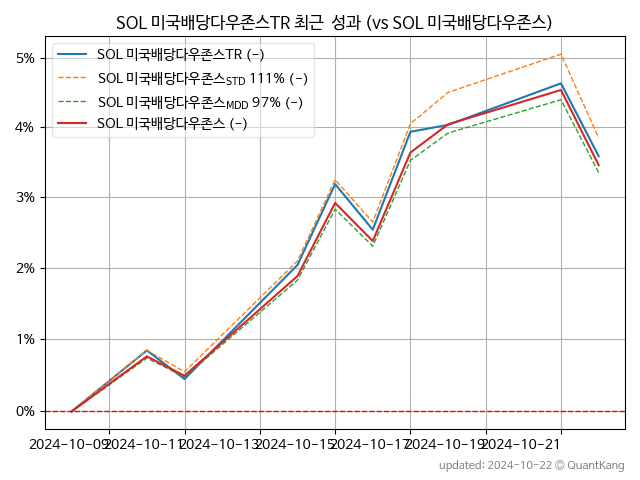 SOL 미국배당다우존스TR 최근 성과 (vs SOL 미국배당다우존스)
SOL 미국배당다우존스TR (-)
SOL 미국배당다우존스STD 111% (-)
SOL 미국배당다우존스MDD 97% (-)
SOL 미국배당다우존스 (-)
5%
4%
3%
2%
1%
0%
2024-10-09 2024-10-11 2024-10-13 2024-10-15 2024-10-17 2024-10-19 2024-10-21
updated: 2024-10-22 © QuantKang